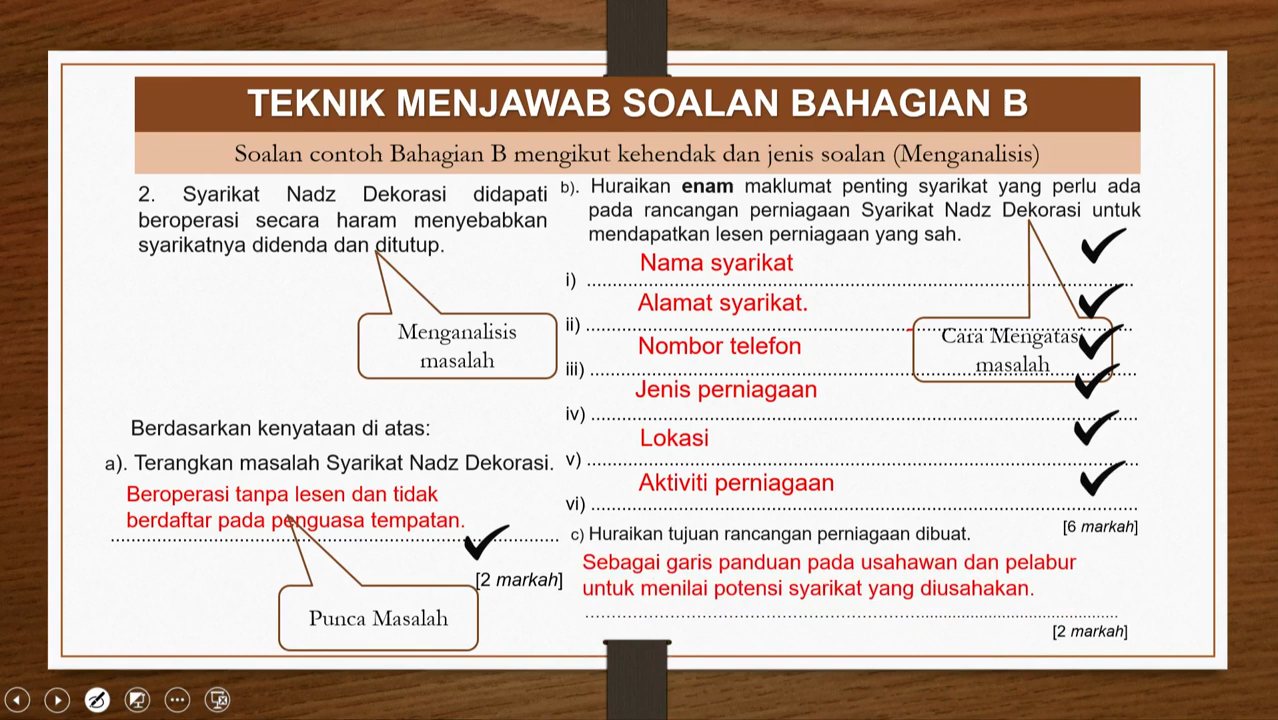 TEKNIK MENJAWAB SOALAN BAHAGIAN B
Soalan contoh Bahagian B mengikut kehendak dan jenis soalan (Menganalisis)
2. Syarikat Nadz Dekorasi didapati
beroperasi secara haram menyebabkan
syarikatnya didenda dan ditutup.
Menganalisis
masalah
Berdasarkan kenyataan di atas:
a). Terangkan masalah Syarikat Nadz Dekorasi.
Beroperasi tanpa lesen dan tidak
berdaftar pada penguasa tempatan.
[2 markah]
Punca Masalah
b). Huraikan enam maklumat penting syarikat yang perlu ada
pada rancangan perniagaan Syarikat Nadz Dekorasi untuk
mendapatkan lesen perniagaan yang sah.
Cara Mengatasi
masalah
i) Nama syarikat
ii) Alamat syarikat.
iii) Nombor telefon
iv) Jenis perniagaan
v) Lokasi
vi) Aktiviti perniagaan
[6 markah]
c) Huraikan tujuan rancangan perniagaan dibuat.
Sebagai garis panduan pada usahawan dan pelabur
untuk menilai potensi syarikat yang diusahakan.
[2 markah]